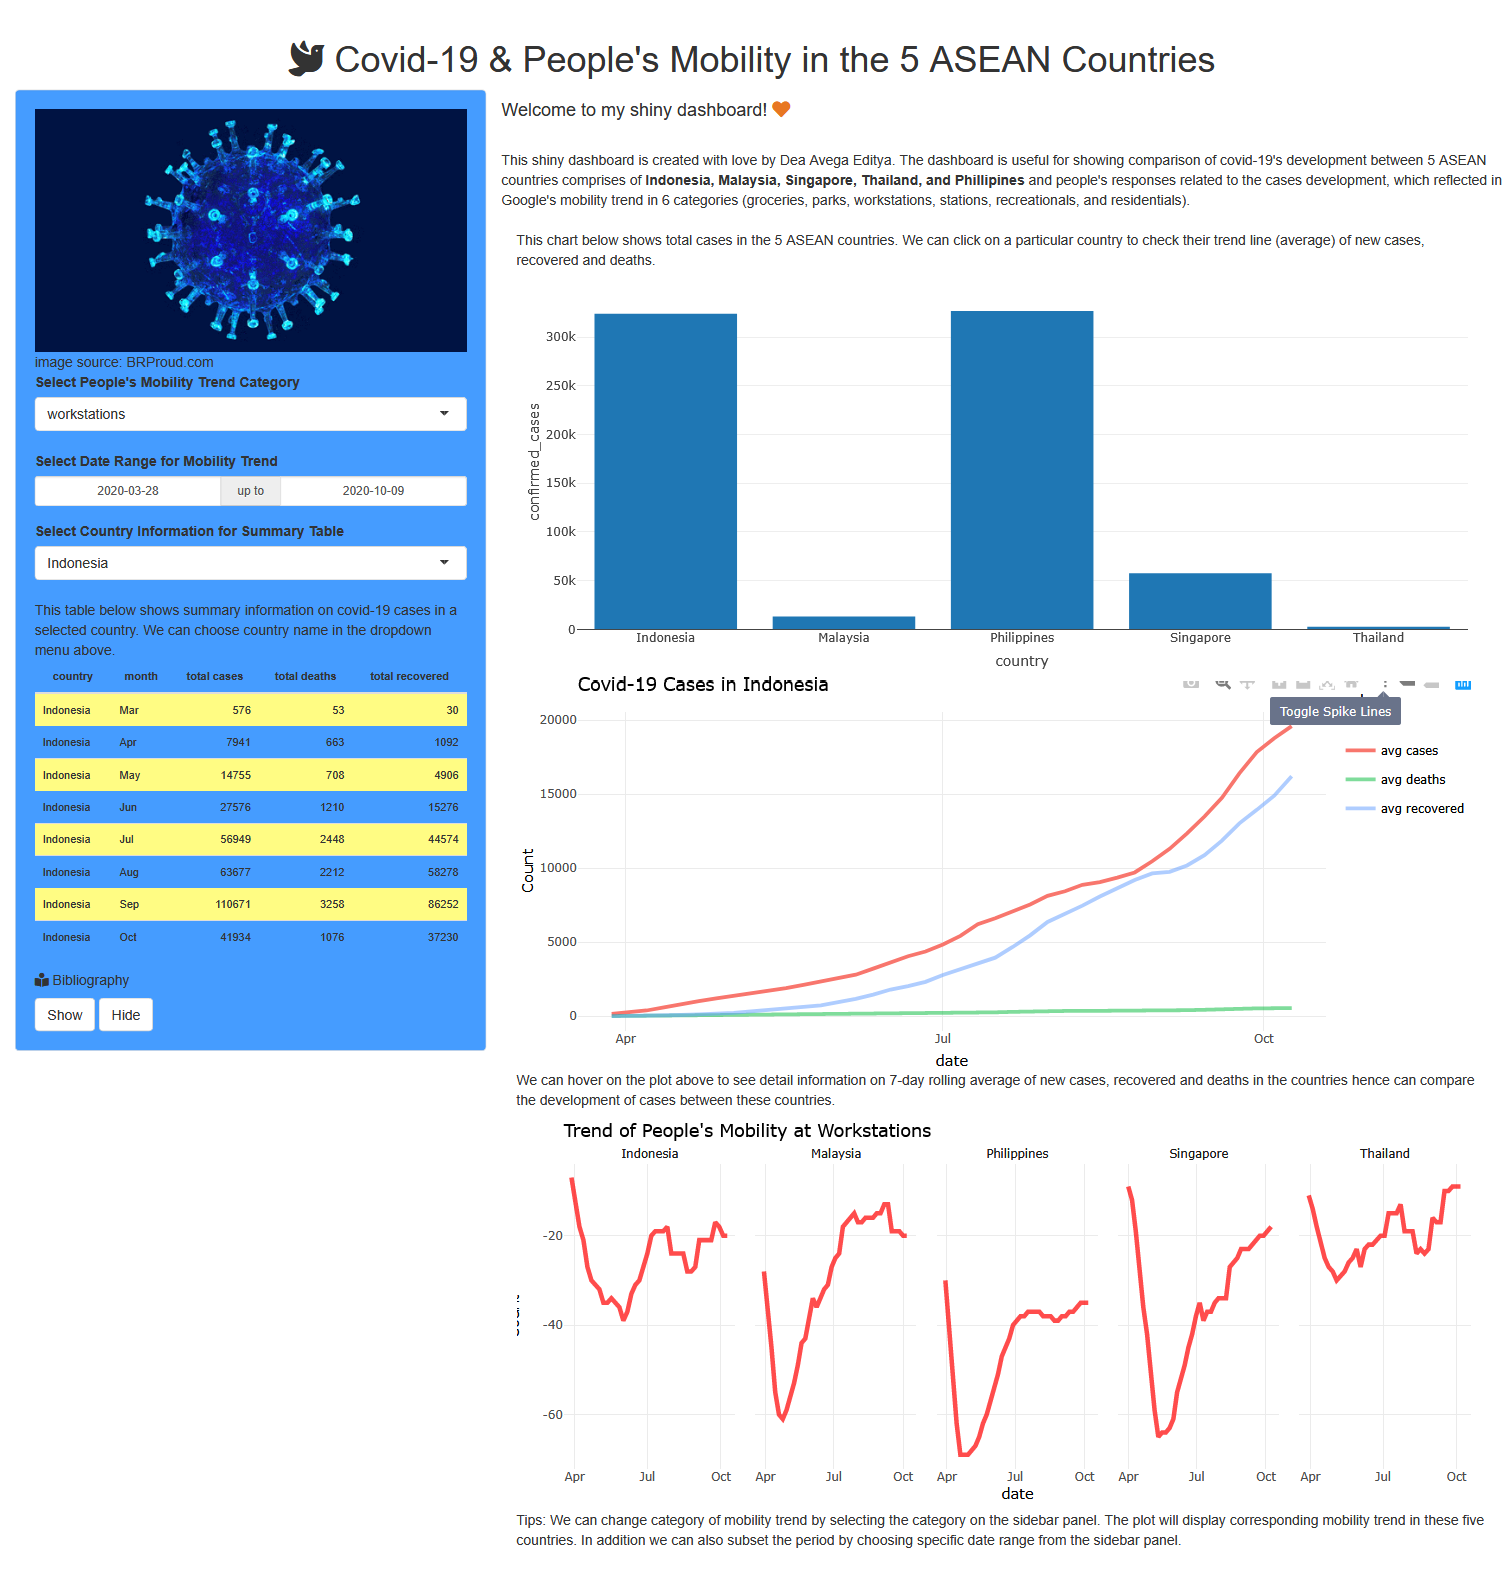 Covid-19 & People's Mobility in the 5 ASEAN Countries
image source: BRProud.com
Select People's Mobility Trend Category
workstations
Select Date Range for Mobility Trend
2020-03-28 up to 2020-10-09
Select Country Information for Summary Table
Indonesia
This table below shows summary information on covid-19 cases in a
selected country. We can choose country name in the dropdown
menu above.
country month total cases total deaths total recovered
Indonesia Mar 576 53 30
Indonesia Apr 7941 663 1092
Indonesia May 14755 708 4906
Indonesia Jun 27576 1210 15276
Indonesia Jul 56949 2448 44574
Indonesia Aug 63677 2212 58278
Indonesia Sep 110671 3258 86252
Indonesia Oct 41934 1076 37230
Bibliography
Show Hide
Welcome to my shiny dashboard!
This shiny dashboard is created with love by Dea Avega Editya. The dashboard is useful for showing comparison of covid-19's development between 5 ASEAN
countries comprises of Indonesia, Malaysia, Singapore, Thailand, and Phillipines and people's responses related to the cases development, which reflected in
Google's mobility trend in 6 categories (groceries, parks, workstations, stations, recreationals, and residentials).
This chart below shows total cases in the 5 ASEAN countries. We can click on a particular country to check their trend line (average) of new cases,
recovered and deaths.
confirmed_cases
300k
250k
200k
150k
100k
50k
0
Indonesia Malaysia Philippines Singapore Thailand
country
Covid-19 Cases in Indonesia
Toggle Spike Lines
Count
20000
15000
10000
5000
0
avg cases
avg deaths
avg recovered
Apr Jul Oct
date
We can hover on the plot above to see detail information on 7-day rolling average of new cases, recovered and deaths in the countries hence can compare
the development of cases between these countries.
Trend of People's Mobility at Workstations
Indonesia Malaysia Philippines Singapore Thailand
-20
-40
-60
Apr Jul Oct Apr Jul Oct Apr Jul Oct Apr Jul Oct Apr Jul Oct
date
Tips: We can change category of mobility trend by selecting the category on the sidebar panel. The plot will display corresponding mobility trend in these five
countries. In addition we can also subset the period by choosing specific date range from the sidebar panel.